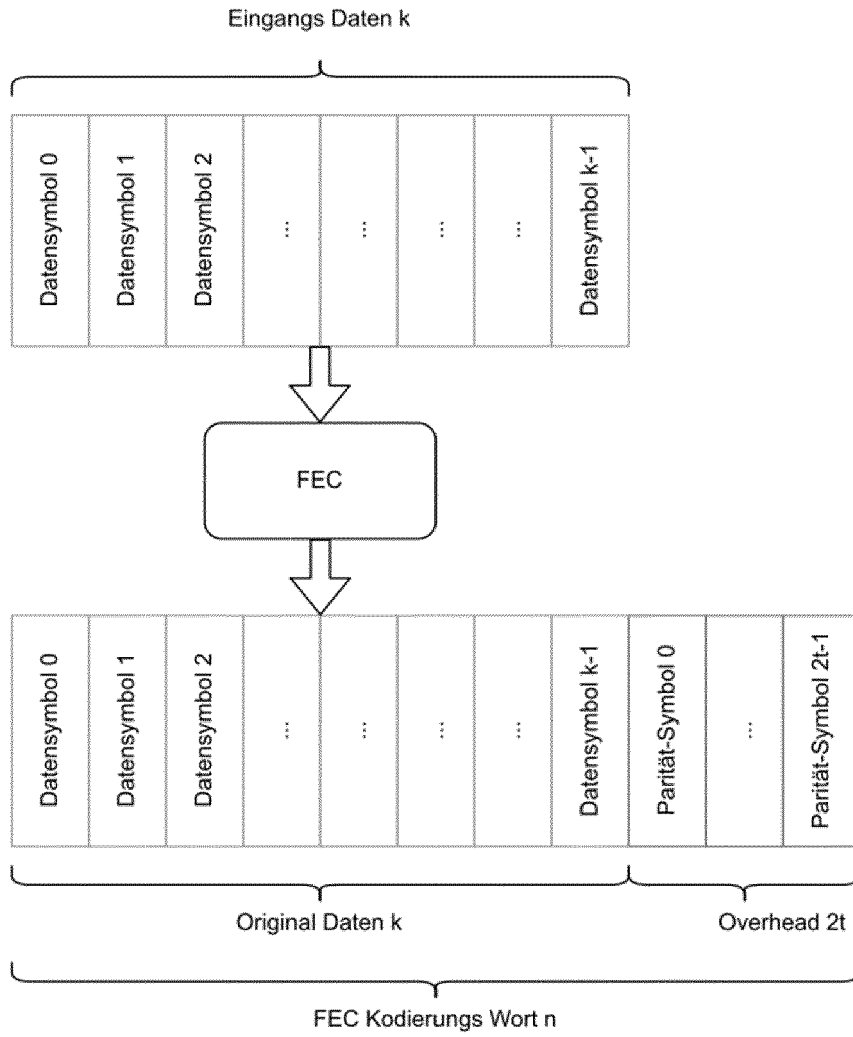 Eingangs Daten k
Datensymbol 0
Datensymbol 1
Datensymbol 2
...
...
...
...
Datensymbol k-1
FEC
Datensymbol 0
Datensymbol 1
Datensymbol 2
...
...
...
...
Datensymbol k-1
Parität-Symbol 0
...
Parität-Symbol 2t-1
Original Daten k
Overhead 2t
FEC Kodierungs Wort n